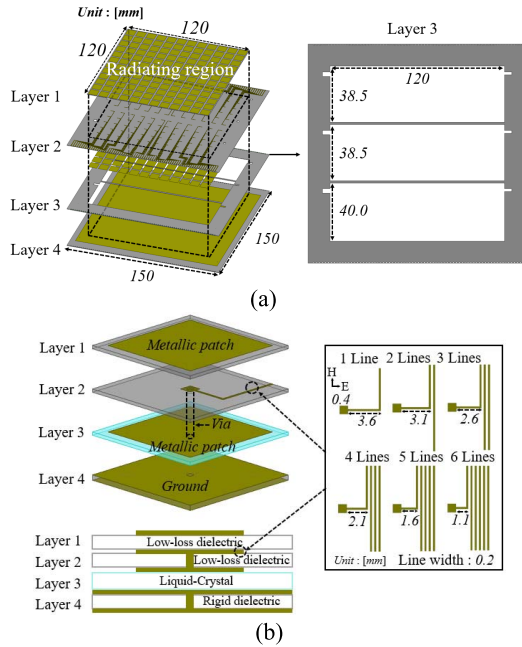 Unit : [mm]
120
120
Radiating region
Layer 1
Layer 2
Layer 3
Layer 4
150
150
Layer 3
120
38.5
38.5
40.0
(a)
Layer 1
Metallic patch
Layer 2
Via
Layer 3
Metallic patch
Layer 4
Ground
1 Line 2 Lines 3 Lines
H
E
0.4
3.6
3.1
2.6
4 Lines 5 Lines 6 Lines
2.1
1.6
1.1
Unit : [mm] Line width : 0.2
Layer 1 Low-loss dielectric
Layer 2 Low-loss dielectric
Layer 3 Liquid-Crystal
Layer 4 Rigid dielectric
(b)